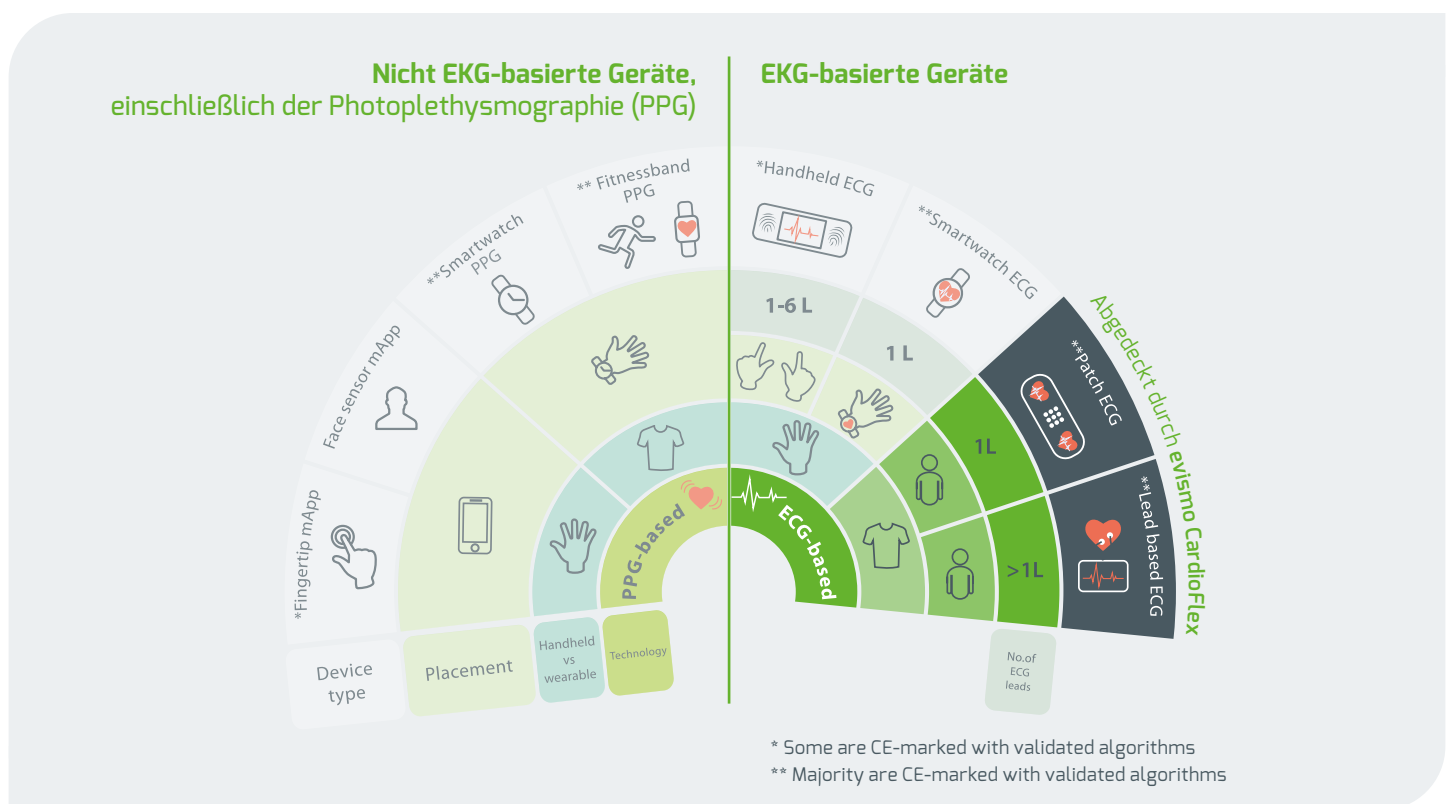 Nicht EKG-basierte Geräte,
einschließlich der Photoplethysmographie (PPG)
EKG-basierte Geräte
*Fingertip mApp
Face sensor mApp
**Smartwatch
PPG
** Fitnessband
PPG
*Handheld ECG
**Smartwatch ECG
**Patch ECG
**Lead based ECG
Abgedeckt durch evismo CardioFlex
1-6 L
1 L
1L
>1L
PPG-based
ECG-based
Device
type
Placement
Handheld
vs
wearable
Technology
No.of
ECG
leads
* Some are CE-marked with validated algorithms
** Majority are CE-marked with validated algorithms